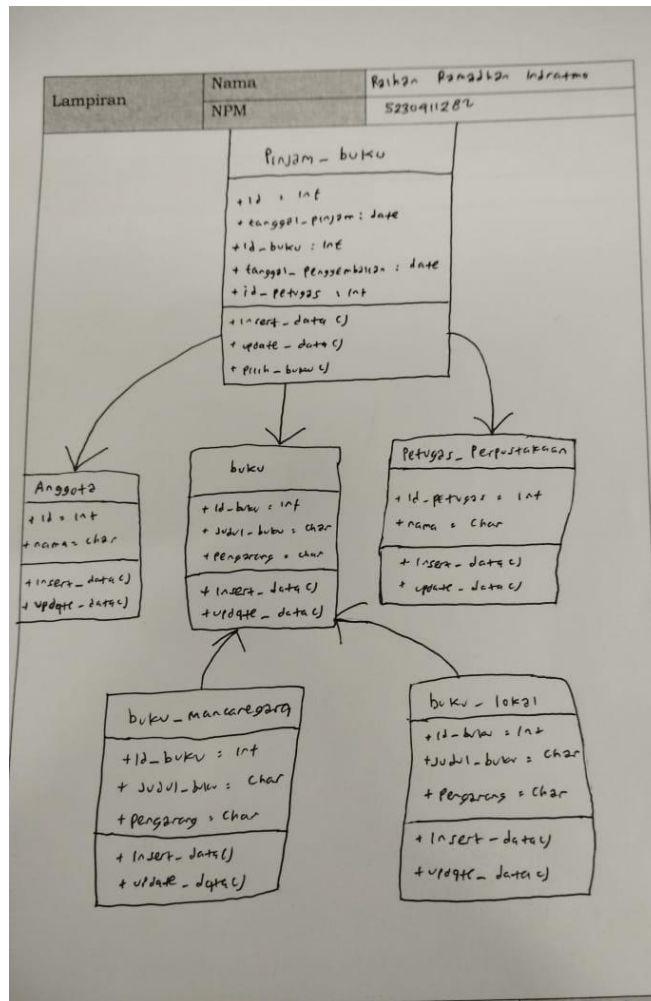 Lampiran
Nama
Raihan Ramadhan Indratmo
NPM
5230911282
Pinjam_buku
+id : int
+ tanggal_pinjam : date
+id_buku : int
+ tanggal_penggembalian : date
+id_petugas : int
+insert_data()
+ update_data()
+ pilih_buku()
Anggota
+id : int
+nama : char
+insert_data()
+ update_data()
buku
+ id_buku : int
+ judul_buku : char
+ pengarang : char
+ insert_data()
+update_data()
Petugas_Perpustakaan
+ id_petugas : int
+ nama : char
+ insert_data()
+ update_data()
buku_mancanegara
+id_buku : int
+ judul_buku : char
+ pengarang : char
+ insert_data()
+ update_data()
buku_lokal
+id_buku : int
+judul_buku : char
+ pengarang : char
+ insert_data()
+ update_data()